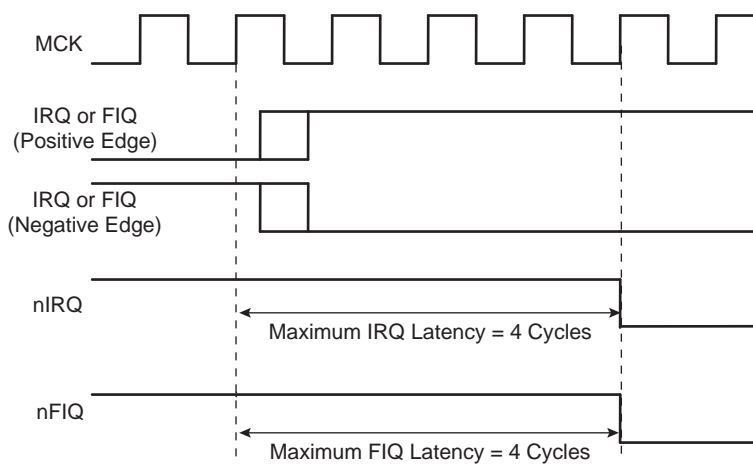 MCK
IRQ or FIQ
(Positive Edge)
IRQ or FIQ
(Negative Edge)
nIRQ
Maximum IRQ Latency = 4 Cycles
nFIQ
Maximum FIQ Latency = 4 Cycles